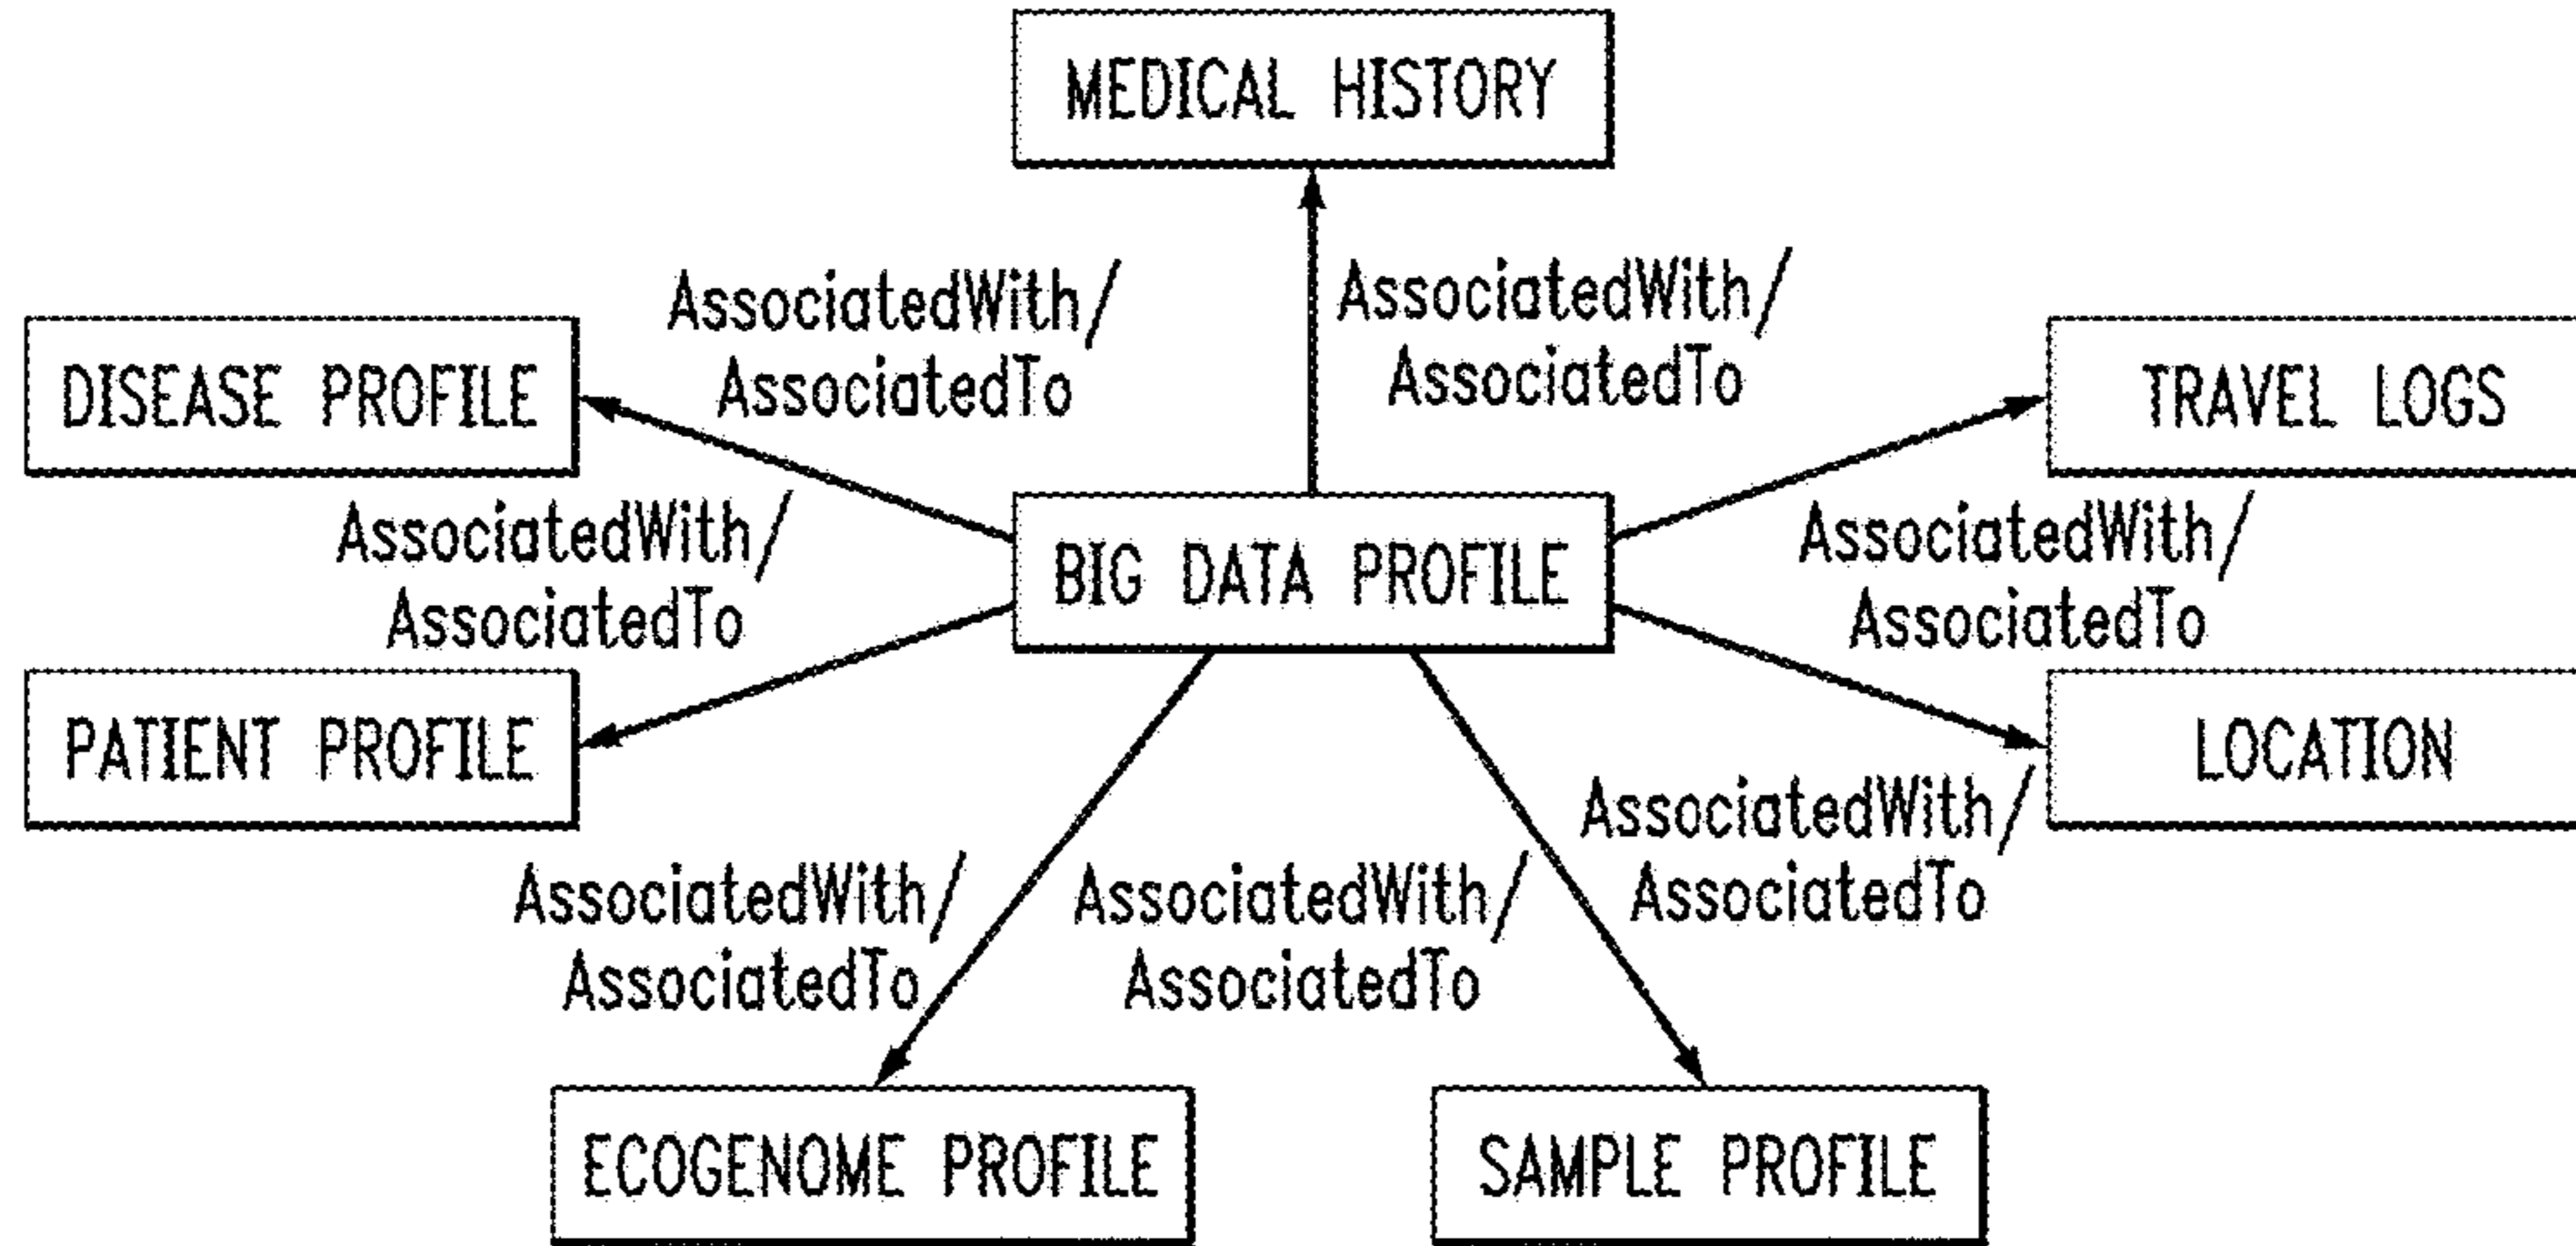 MEDICAL HISTORY
AssociatedWith/
AssociatedTo
AssociatedWith/
AssociatedTo
DISEASE PROFILE
TRAVEL LOGS
AssociatedWith/
AssociatedTo
BIG DATA PROFILE
AssociatedWith/
AssociatedTo
PATIENT PROFILE
LOCATION
AssociatedWith/
AssociatedTo
AssociatedWith/
AssociatedTo
AssociatedWith/
AssociatedTo
ECOGENOME PROFILE
SAMPLE PROFILE